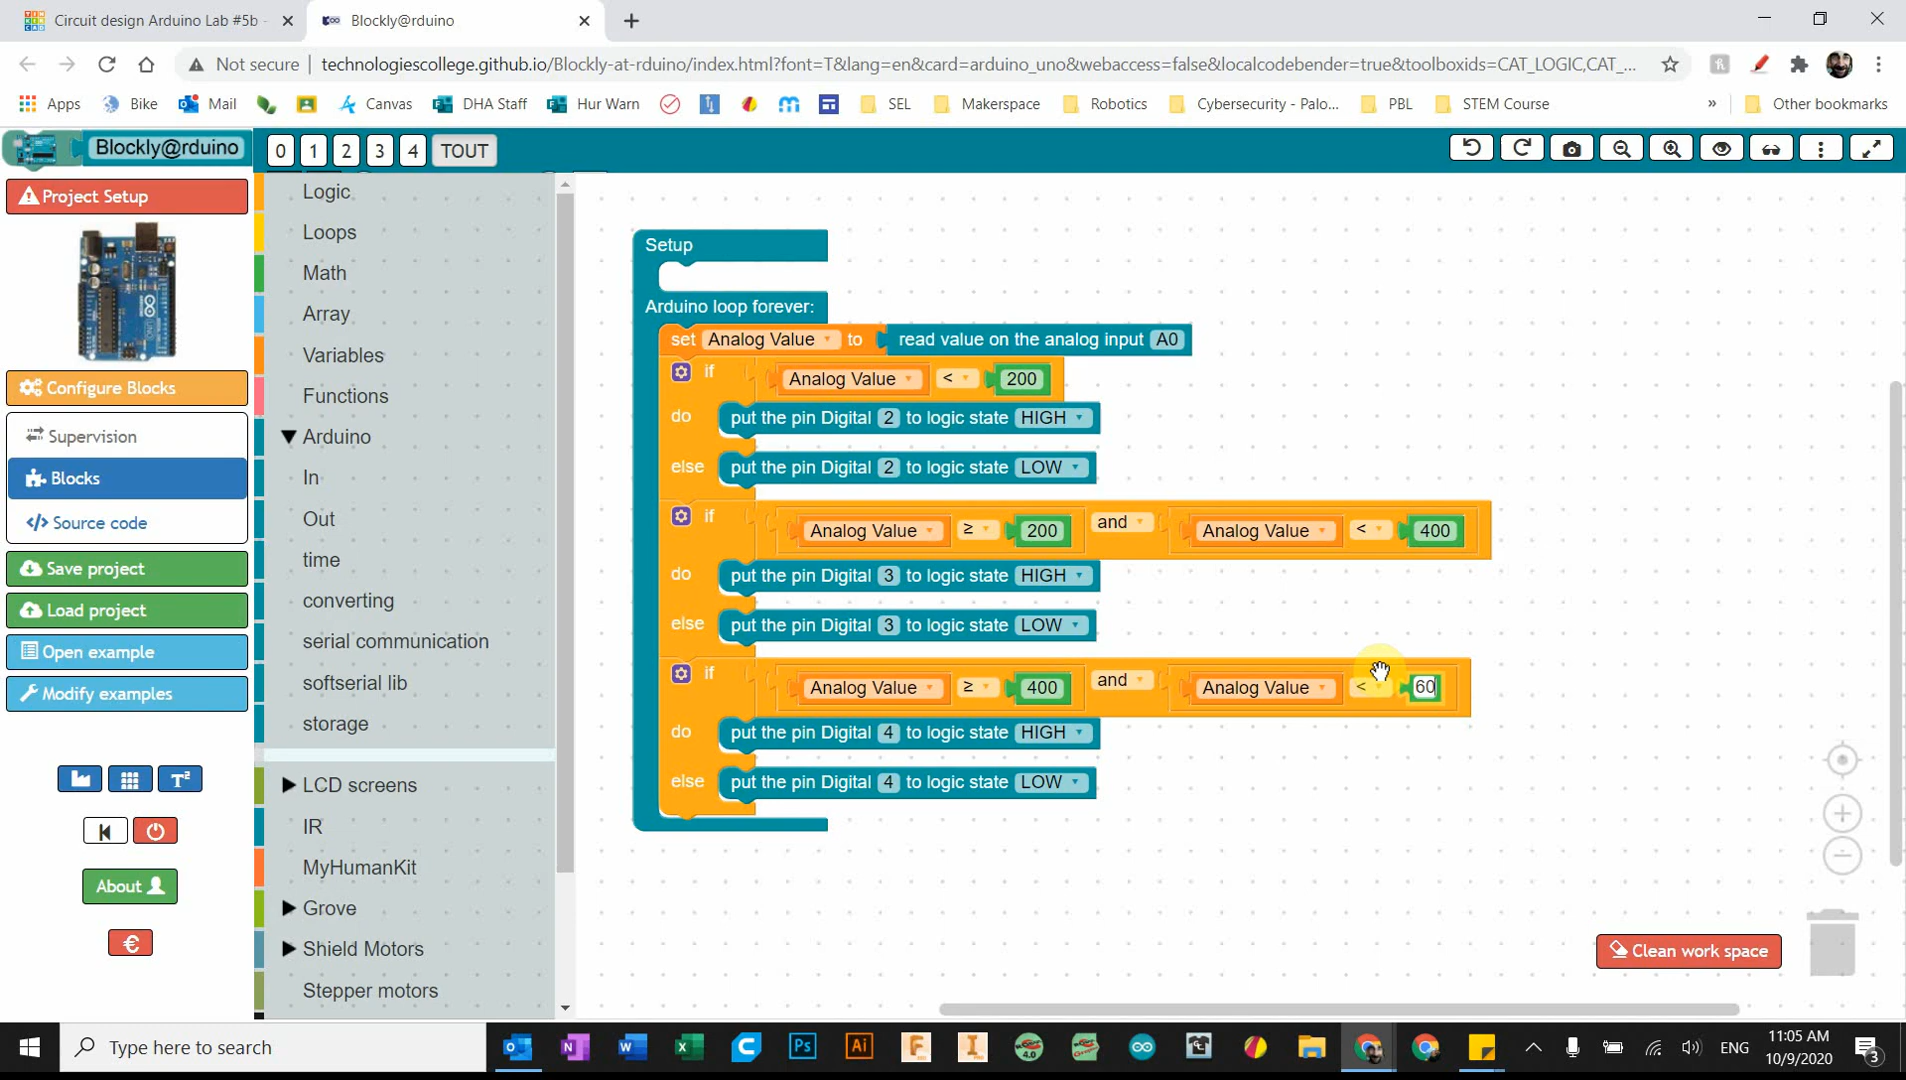 Circuit design Arduino Lab #5b
Blockly@rduino
Not secure | technologiescollege.github.io/Blockly-at-rduino/index.html?font=T&lang=en&card=arduino_uno&webaccess=false&localcodebender=true&toolboxids=CAT_LOGIC,CAT_...
Apps Bike Mail Canvas DHA Staff Hur Warn SEL Makerspace Robotics Cybersecurity - Palo... PBL STEM Course » Other bookmarks
Blockly@rduino 0 1 2 3 4 TOUT
Project Setup
Configure Blocks
Supervision
Blocks
Source code
Save project
Load project
Open example
Modify examples
About
€
Logic
Loops
Math
Array
Variables
Functions
Arduino
In
Out
time
converting
serial communication
softserial lib
storage
LCD screens
IR
MyHumanKit
Grove
Shield Motors
Stepper motors
Setup
Arduino loop forever:
set Analog Value to read value on the analog input A0
if Analog Value < 200
do put the pin Digital 2 to logic state HIGH
else put the pin Digital 2 to logic state LOW
if Analog Value ≥ 200 and Analog Value < 400
do put the pin Digital 3 to logic state HIGH
else put the pin Digital 3 to logic state LOW
if Analog Value ≥ 400 and Analog Value < 60
do put the pin Digital 4 to logic state HIGH
else put the pin Digital 4 to logic state LOW
Clean work space
Type here to search
ENG
11:05 AM
10/9/2020
3